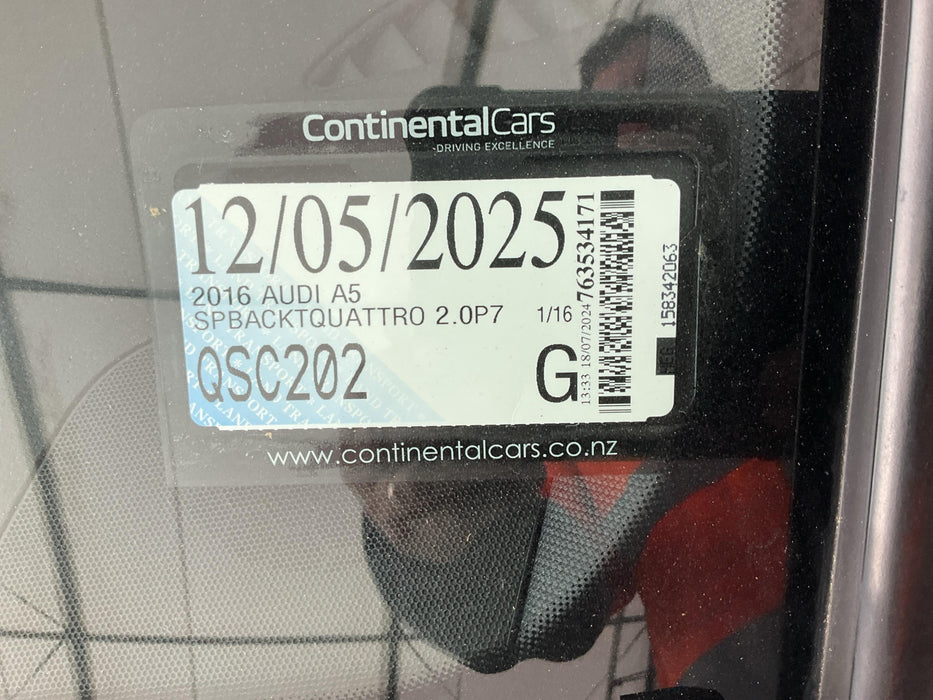 ContinentalCars
-DRIVING EXCELLENCE
12/05/2025
2016 AUDI A5
SPBACKTQUATTRO 2.0P7 1/16
QSC202 G
13:33 18/07/2024 763534171
158342063
www.continentalcars.co.nz